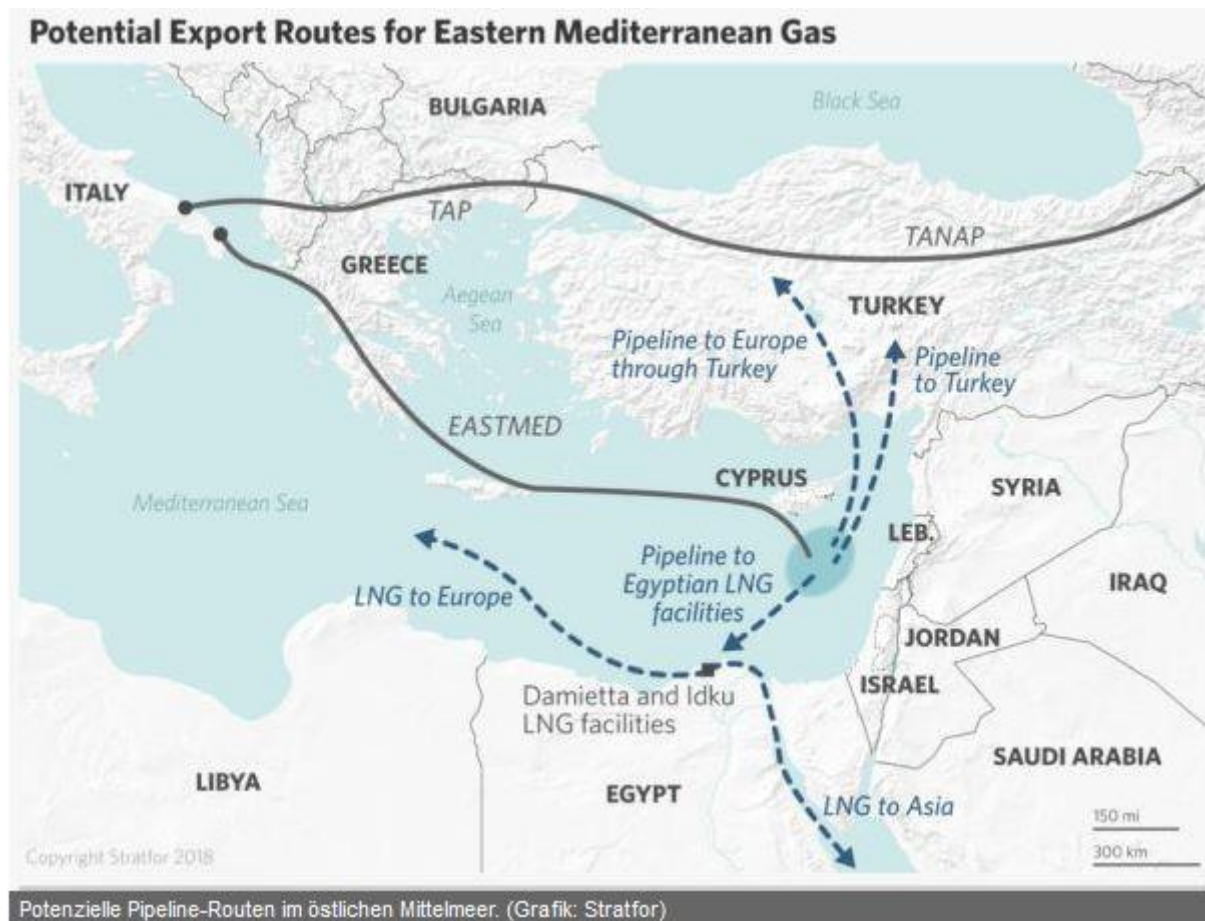 Potential Export Routes for Eastern Mediterranean Gas
BULGARIA
Black Sea
ITALY
TAP
TANAP
GREECE
Aegean
Sea
TURKEY
Pipeline to Europe
through Turkey
Pipeline
to Turkey
EASTMED
CYPRUS
SYRIA
Mediterranean Sea
LEB.
Pipeline to
Egyptian LNG
facilities
IRAQ
LNG to Europe
JORDAN
ISRAEL
Damietta and Idku
LNG facilities
SAUDI ARABIA
LIBYA
EGYPT
LNG to Asia
150 mi
300 km
Copyright Stratfor 2018
Potenzielle Pipeline-Routen im östlichen Mittelmeer. (Grafik: Stratfor)